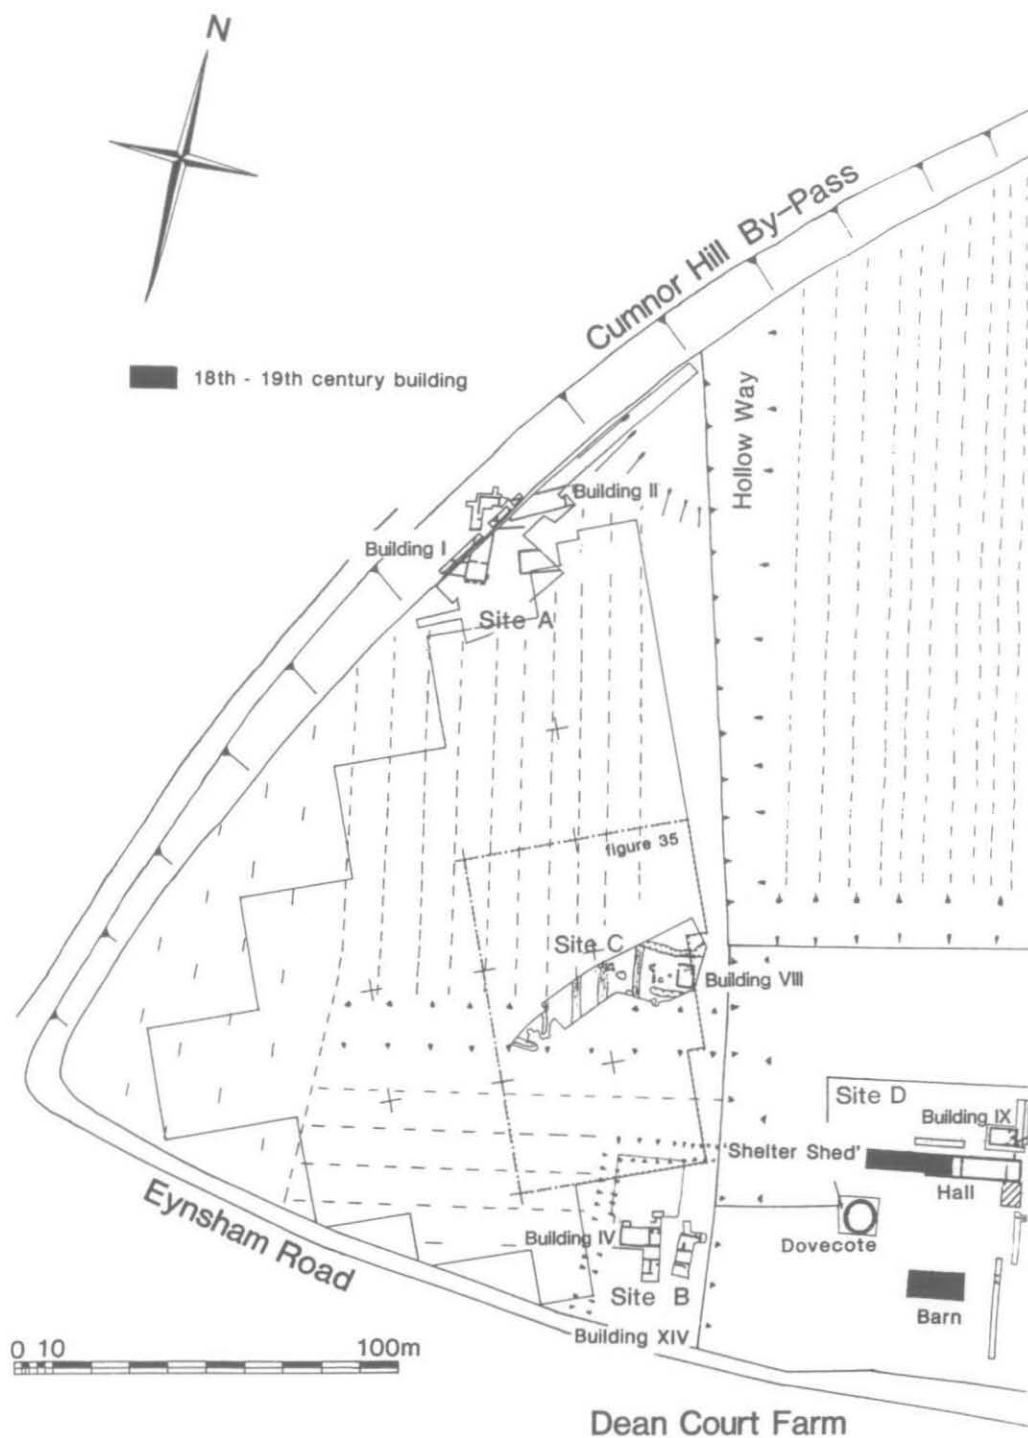 N
Cumnor Hill By-Pass
18th - 19th century building
Hollow Way
Building II
Building I
Site A
figure 35
Site C
Building VIII
Site D
Building IX
'Shelter Shed'
Hall
Eynsham Road
Building IV
Dovecote
Site B
Barn
Building XIV
0 10 100m
Dean Court Farm